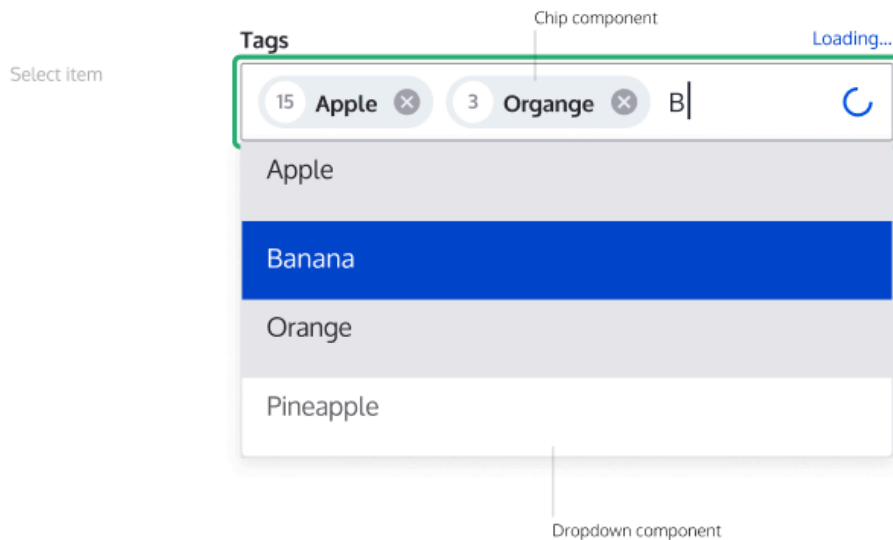 Chip component
Tags
Loading...
Select item
15 Apple 3 Organge B
Apple
Banana
Orange
Pineapple
Dropdown component